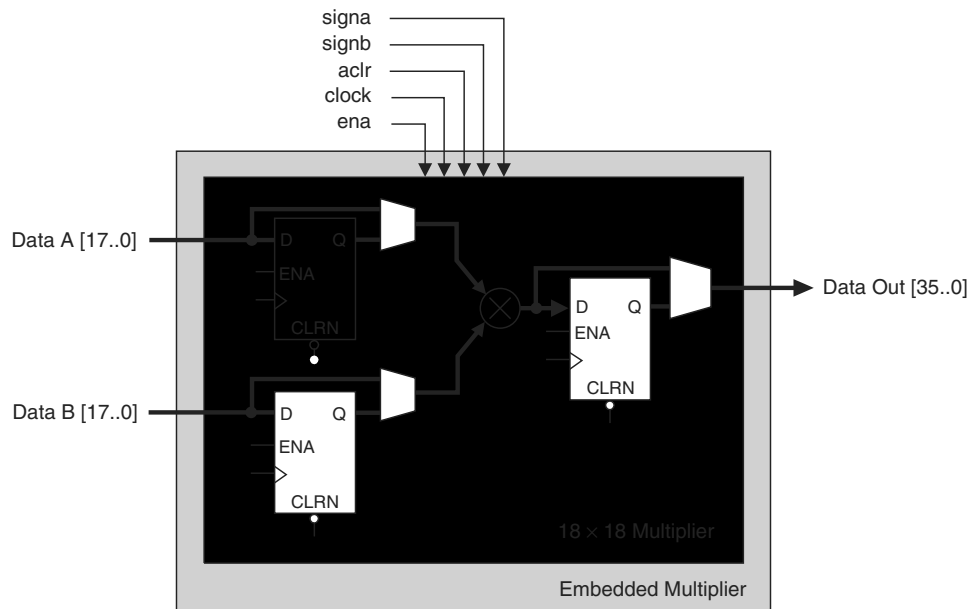 signa
signb
aclr
clock
ena
Data A [17..0]
D Q
ENA
CLRN
Data Out [35..0]
D Q
ENA
CLRN
Data B [17..0]
D Q
ENA
CLRN
18 × 18 Multiplier
Embedded Multiplier